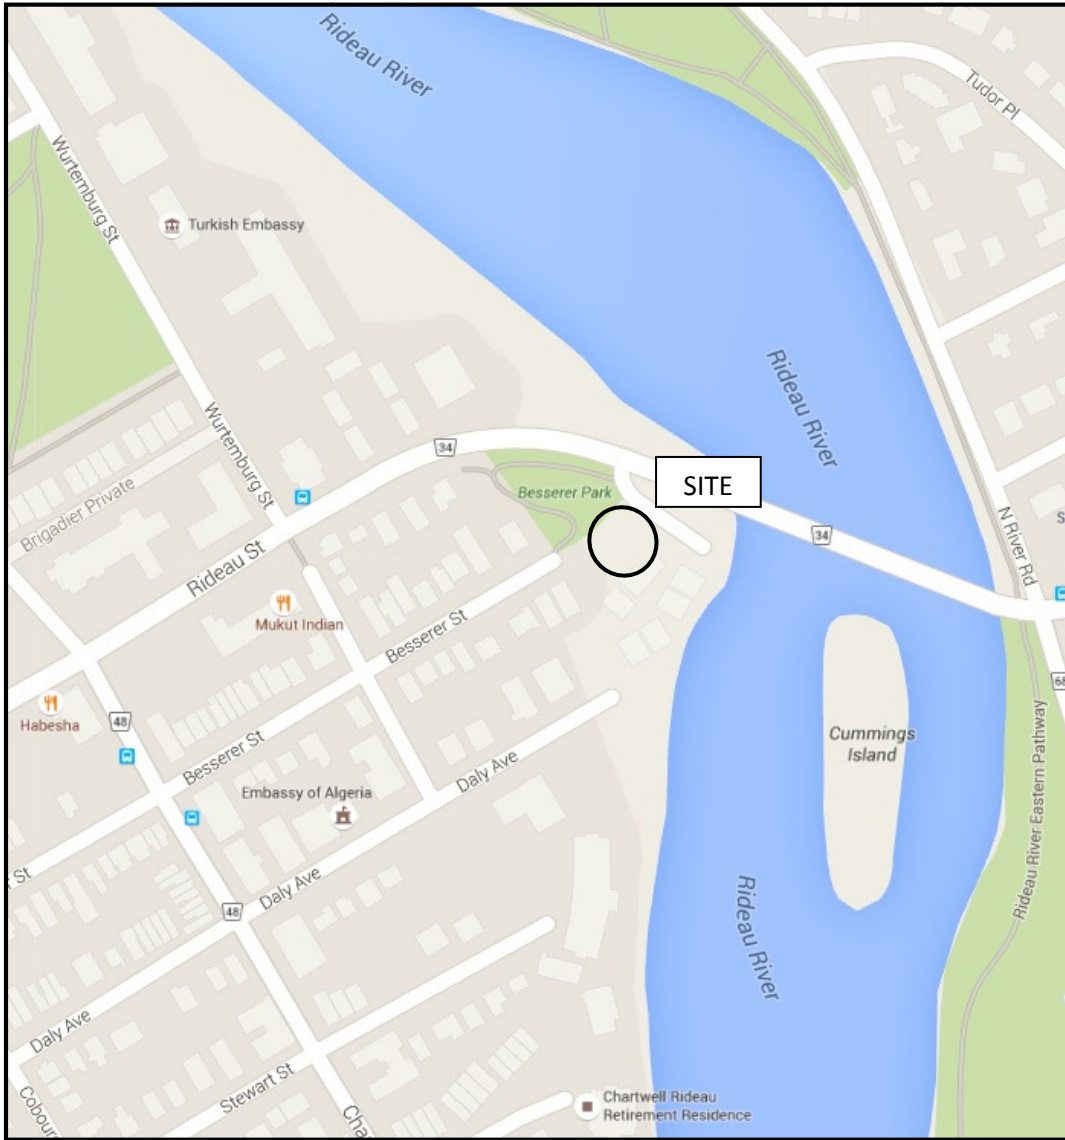 Rideau River
Tudor Pl
Wurtemburg St
Turkish Embassy
Rideau River
Wurtemburg St
34
Brigadier Private
Besserer Park
SITE
34
N River Rd
S
Rideau St
Mukut Indian
Besserer St
Habesha
48
68
Cummings
Island
Besserer St
Daly Ave
Embassy of Algeria
r St
Daly Ave
48
Rideau River
Rideau River Eastern Pathway
Daly Ave
Stewart St
Cobour
Cha
Chartwell Rideau
Retirement Residence